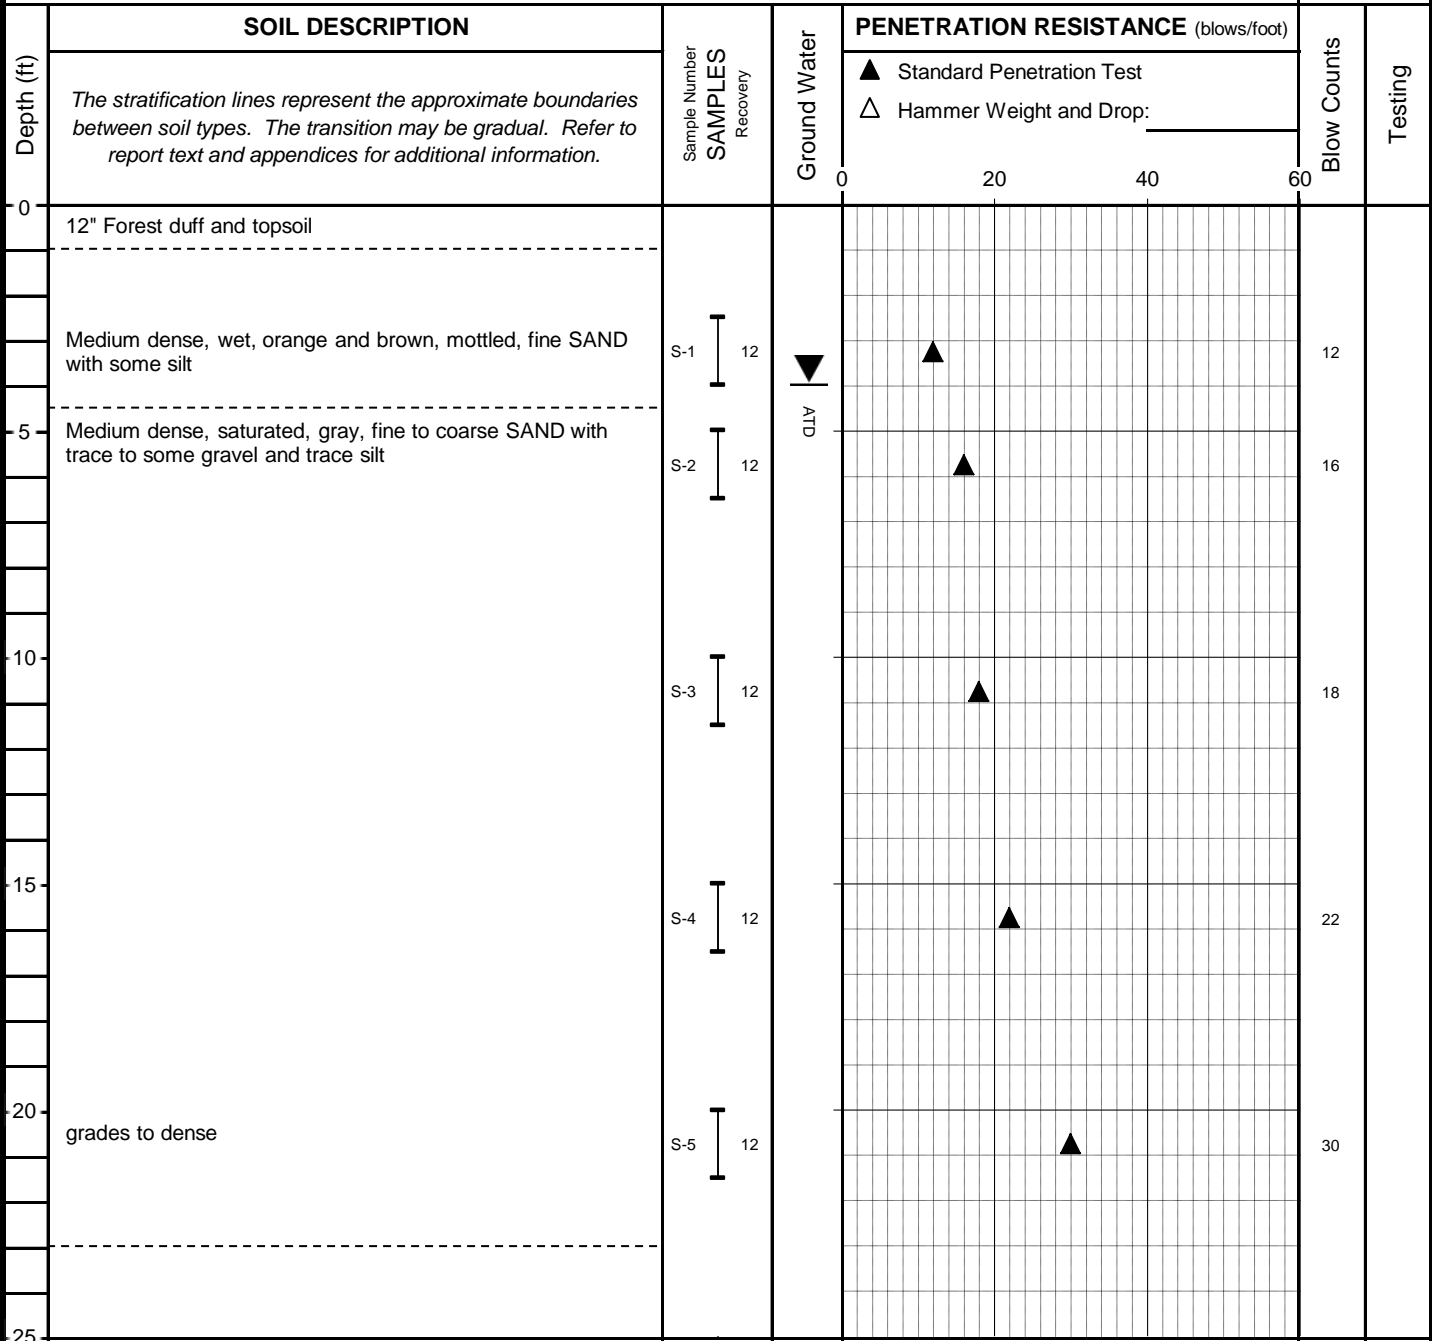 Depth (ft)
SOIL DESCRIPTION
The stratification lines represent the approximate boundaries
between soil types. The transition may be gradual. Refer to
report text and appendices for additional information.
Sample Number
SAMPLES
Recovery
Ground Water
PENETRATION RESISTANCE (blows/foot)
▲ Standard Penetration Test
△ Hammer Weight and Drop:
0 20 40 60
Blow Counts
Testing
0
12" Forest duff and topsoil
Medium dense, wet, orange and brown, mottled, fine SAND
with some silt
S-1 12 12
ATD
5
Medium dense, saturated, gray, fine to coarse SAND with
trace to some gravel and trace silt
S-2 12 16
10
S-3 12 18
15
S-4 12 22
20
grades to dense
S-5 12 30
25